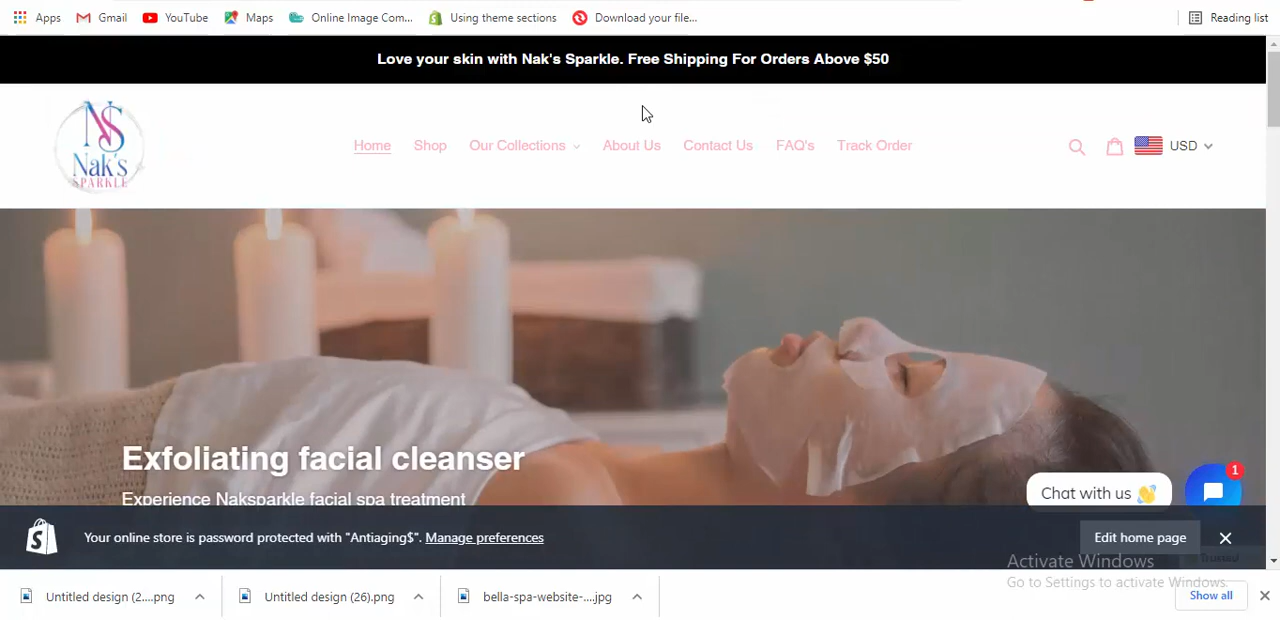 Apps Gmail YouTube Maps Online Image Com... Using theme sections Download your file... Reading list
Love your skin with Nak's Sparkle. Free Shipping For Orders Above $50
NS
Nak's
SPARKLE
Home Shop Our Collections About Us Contact Us FAQ's Track Order USD
Exfoliating facial cleanser
Experience Naksparkle facial spa treatment
Chat with us 👋
1
Your online store is password protected with "Antiaging$". Manage preferences Edit home page
Trusted
Activate Windows
Go to Settings to activate Windows.
Untitled design (2....png Untitled design (26).png bella-spa-website-....jpg Show all